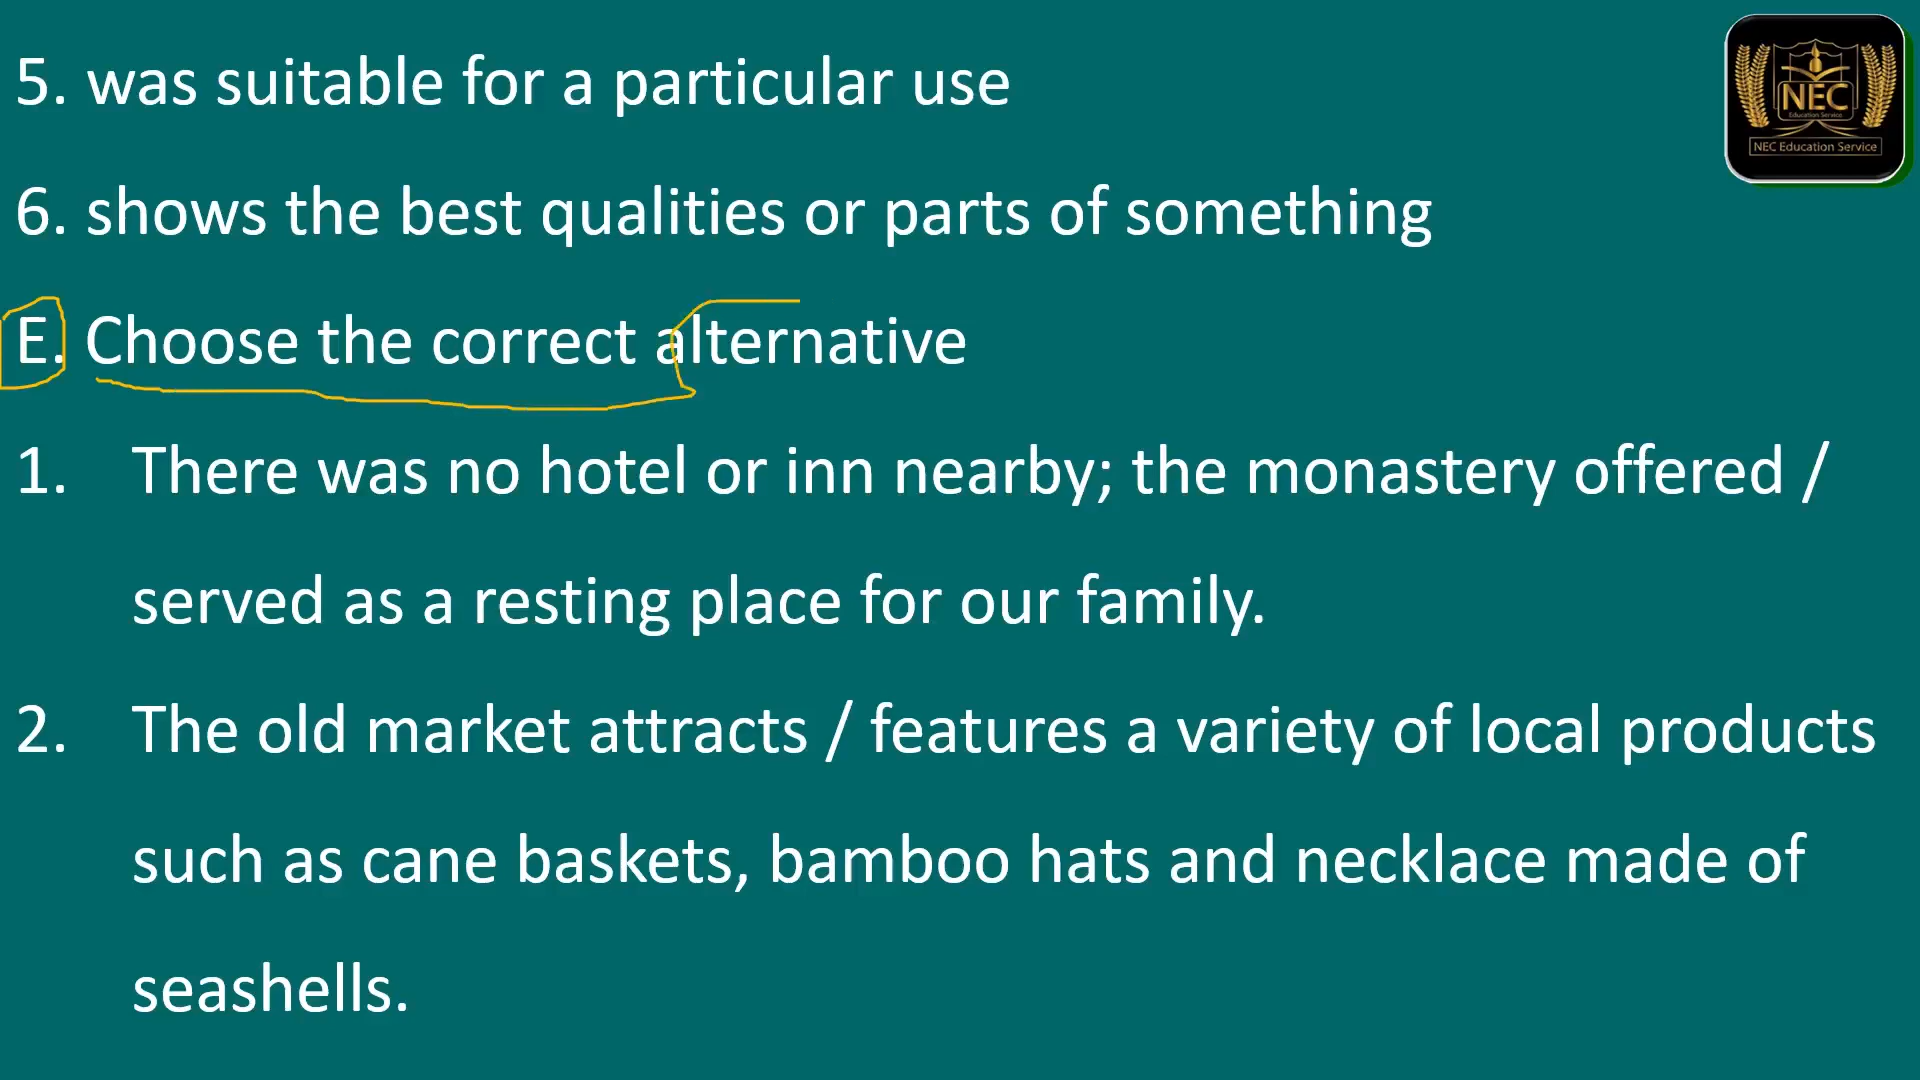 5. was suitable for a particular use
6. shows the best qualities or parts of something
E. Choose the correct alternative
1. There was no hotel or inn nearby; the monastery offered /
served as a resting place for our family.
2. The old market attracts / features a variety of local products
such as cane baskets, bamboo hats and necklace made of
seashells.
NEC
Education Service
NEC Education Service